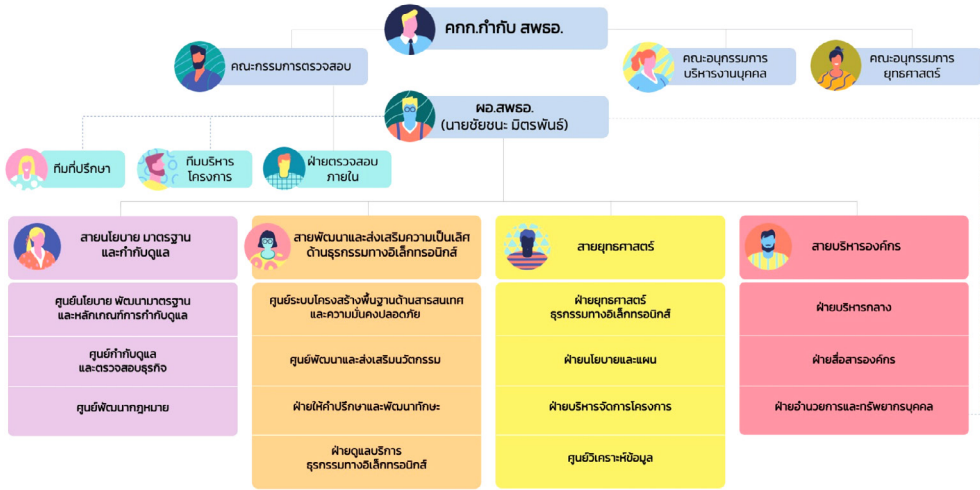 คกก.กำกับ สพธอ.
คณะกรรมการตรวจสอบ
คณะอนุกรรมการ
บริหารงานบุคคล
คณะอนุกรรมการ
ยุทธศาสตร์
ผอ.สพธอ.
(นายชัยชนะ มิตรพันธ์)
ทีมที่ปรึกษา
ทีมบริหาร
โครงการ
ฝ่ายตรวจสอบ
ภายใน
สายนโยบาย มาตรฐาน
และกำกับดูแล
ศูนย์นโยบาย พัฒนามาตรฐาน
และหลักเกณฑ์การกำกับดูแล
ศูนย์กำกับดูแล
และตรวจสอบธุรกิจ
ศูนย์พัฒนากฎหมาย
สายพัฒนาและส่งเสริมความเป็นเลิศ
ด้านธุรกรรมทางอิเล็กทรอนิกส์
ศูนย์ระบบโครงสร้างพื้นฐานด้านสารสนเทศ
และความมั่นคงปลอดภัย
ศูนย์พัฒนาและส่งเสริมนวัตกรรม
ฝ่ายให้คำปรึกษาและพัฒนาทักษะ
ฝ่ายดูแลบริการ
ธุรกรรมทางอิเล็กทรอนิกส์
สายยุทธศาสตร์
ฝ่ายยุทธศาสตร์
ธุรกรรมทางอิเล็กทรอนิกส์
ฝ่ายนโยบายและแผน
ฝ่ายบริหารจัดการโครงการ
ศูนย์วิเคราะห์ข้อมูล
สายบริหารองค์กร
ฝ่ายบริหารกลาง
ฝ่ายสื่อสารองค์กร
ฝ่ายอำนวยการและทรัพยากรบุคคล